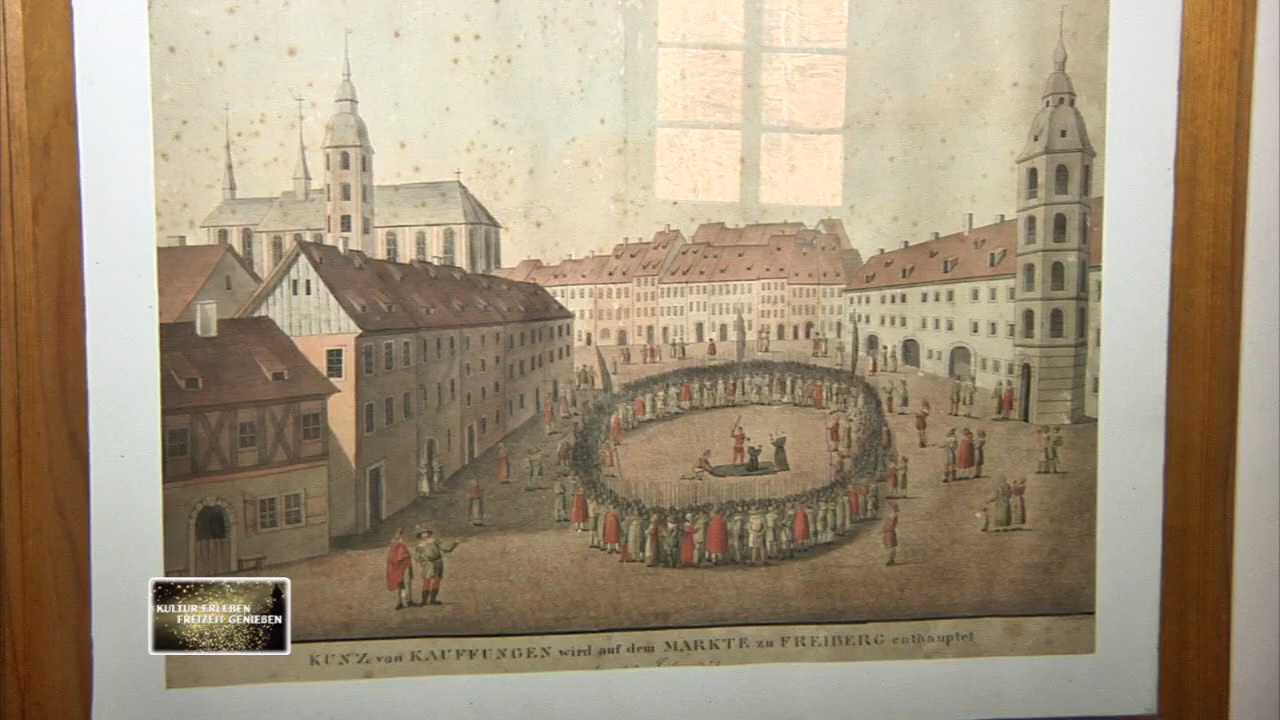 KULTUR ERLEBEN
FREIZEIT GENIEßEN
KUNZ von KAUFFUNGEN wird auf dem MARKTE zu FREIBERG enthauptet